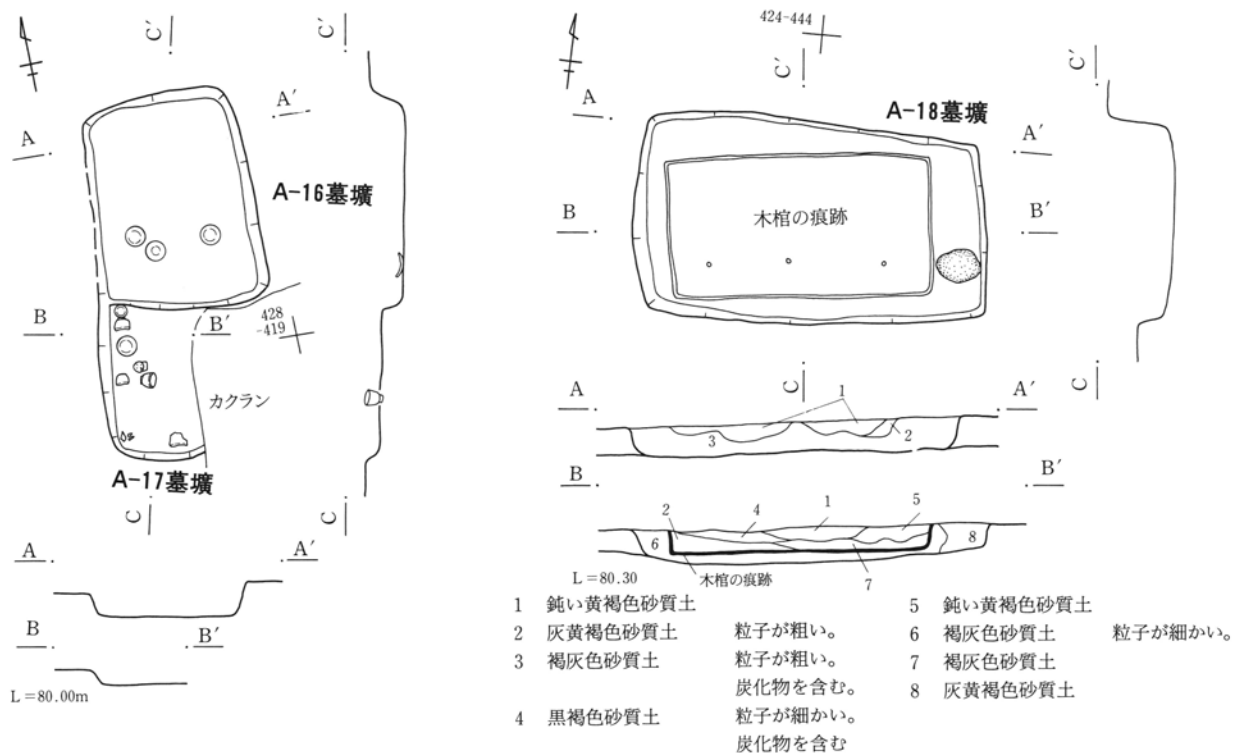 C'
C'
A
A'
A-16墓壙
B
B'
428
-419
カクラン
A-17墓壙
C
C
A
A'
B
B'
L＝80.00m
424-444
C'
C'
A
A-18墓壙
A'
木棺の痕跡
B
B'
C
C
A
1
A'
3
2
B
B'
2
4
1
5
6
8
L＝80.30
木棺の痕跡
7
1 鈍い黄褐色砂質土
2 灰黄褐色砂質土 粒子が粗い。
3 褐灰色砂質土 粒子が粗い。
炭化物を含む。
4 黒褐色砂質土 粒子が細かい。
炭化物を含む
5 鈍い黄褐色砂質土
6 褐灰色砂質土 粒子が細かい。
7 褐灰色砂質土
8 灰黄褐色砂質土